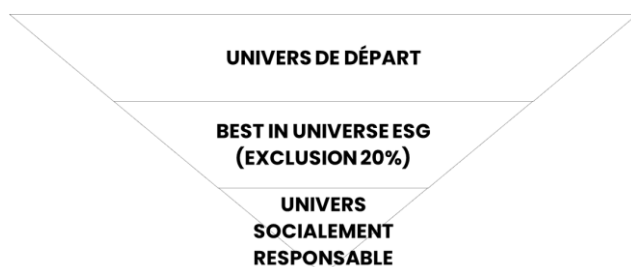 UNIVERS DE DÉPART
BEST IN UNIVERSE ESG
(EXCLUSION 20%)
UNIVERS
SOCIALEMENT
RESPONSABLE